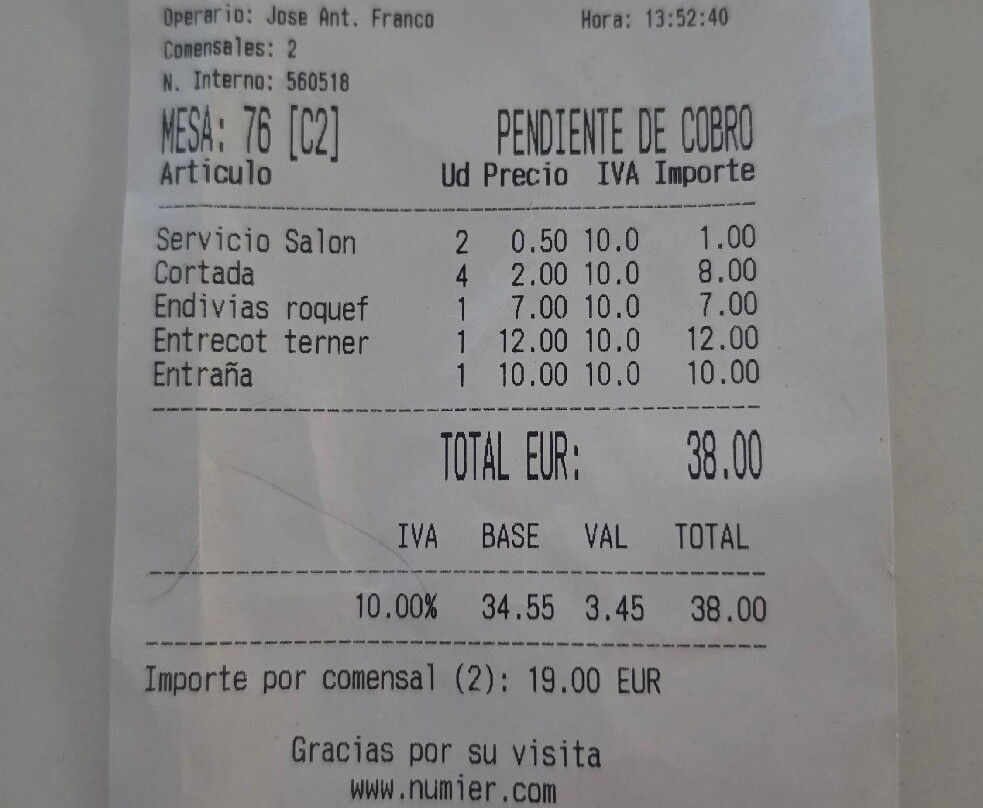 Operario: Jose Ant. Franco Hora: 13:52:40
Comensales: 2
N. Interno: 560518
MESA: 76 [C2] PENDIENTE DE COBRO
Articulo Ud Precio IVA Importe
Servicio Salon 2 0.50 10.0 1.00
Cortada 4 2.00 10.0 8.00
Endivias roquef 1 7.00 10.0 7.00
Entrecot terner 1 12.00 10.0 12.00
Entraña 1 10.00 10.0 10.00
TOTAL EUR: 38.00
IVA BASE VAL TOTAL
10.00% 34.55 3.45 38.00
Importe por comensal (2): 19.00 EUR
Gracias por su visita
www.numier.com